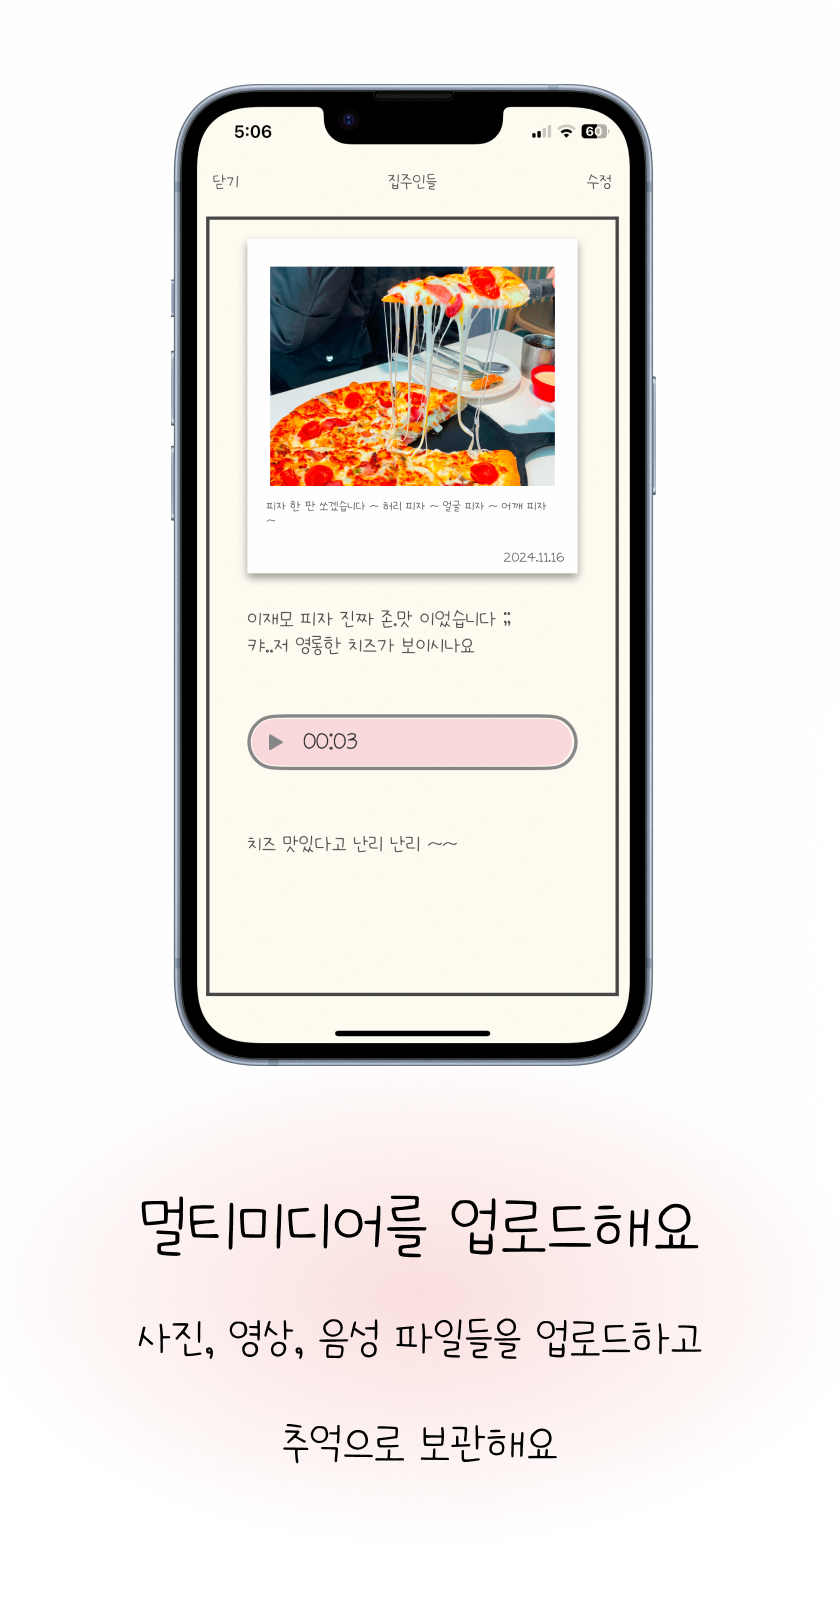 5:06
60
닫기 집주인들 수정
피자 한 판 쏘겠습니다 ~ 허리 피자 ~ 얼굴 피자 ~ 어깨 피자
~
2024.11.16
이재모 피자 진짜 존.맛 이었습니다 ;;
캬..저 영롱한 치즈가 보이시나요
00:03
치즈 맛있다고 난리 난리 ~~
멀티미디어를 업로드해요
사진, 영상, 음성 파일들을 업로드하고
추억으로 보관해요